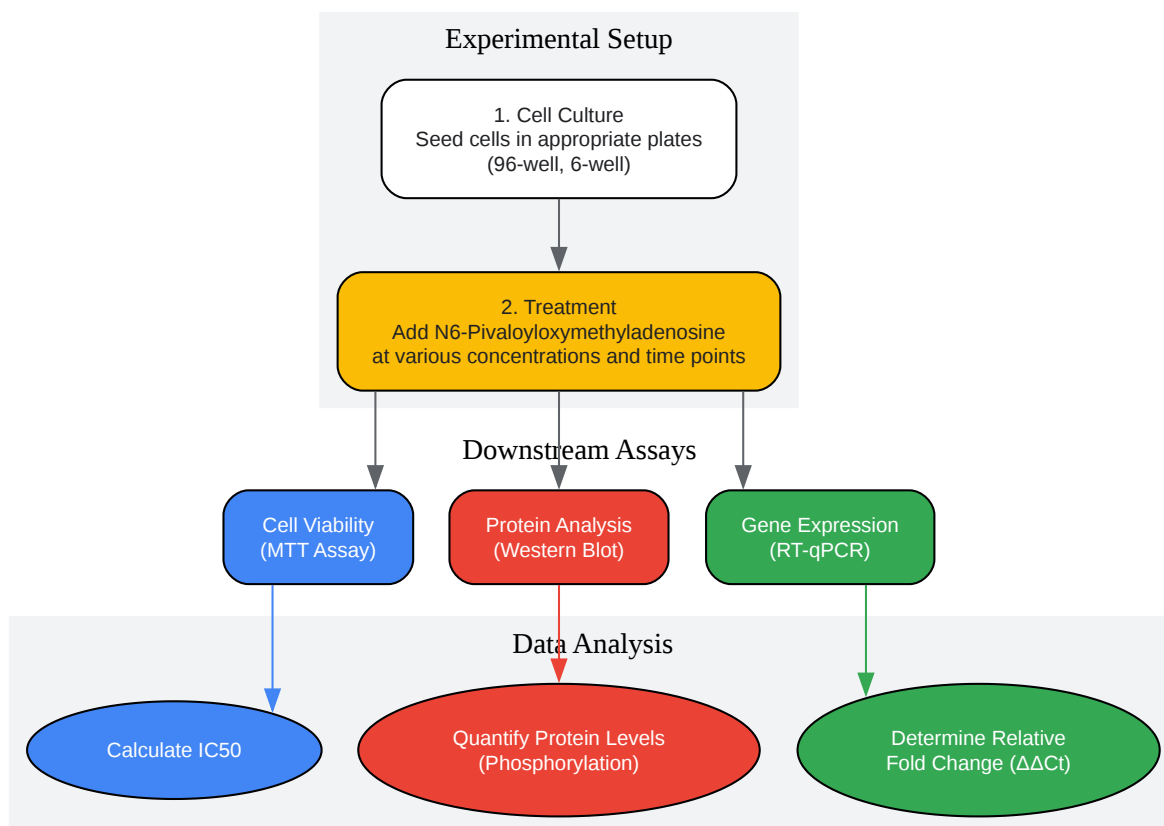 Experimental Setup
1. Cell Culture
Seed cells in appropriate plates
(96-well, 6-well)
2. Treatment
Add N6-Pivaloyloxymethyladenosine
at various concentrations and time points
Downstream Assays
Cell Viability
(MTT Assay)
Protein Analysis
(Western Blot)
Gene Expression
(RT-qPCR)
Data Analysis
Calculate IC50
Quantify Protein Levels
(Phosphorylation)
Determine Relative
Fold Change (ΔΔCt)